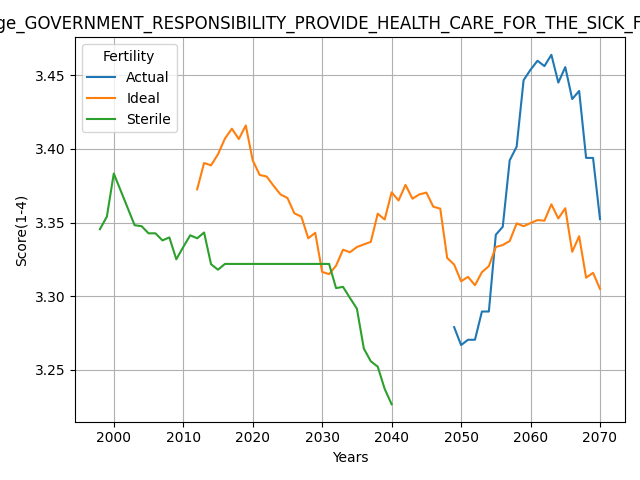 ge_GOVERNMENT_RESPONSIBILITY_PROVIDE_HEALTH_CARE_FOR_THE_SICK_F
Fertility
Actual
Ideal
Sterile
3.45
3.40
3.35
3.30
3.25
Score(1-4)
2000 2010 2020 2030 2040 2050 2060 2070
Years